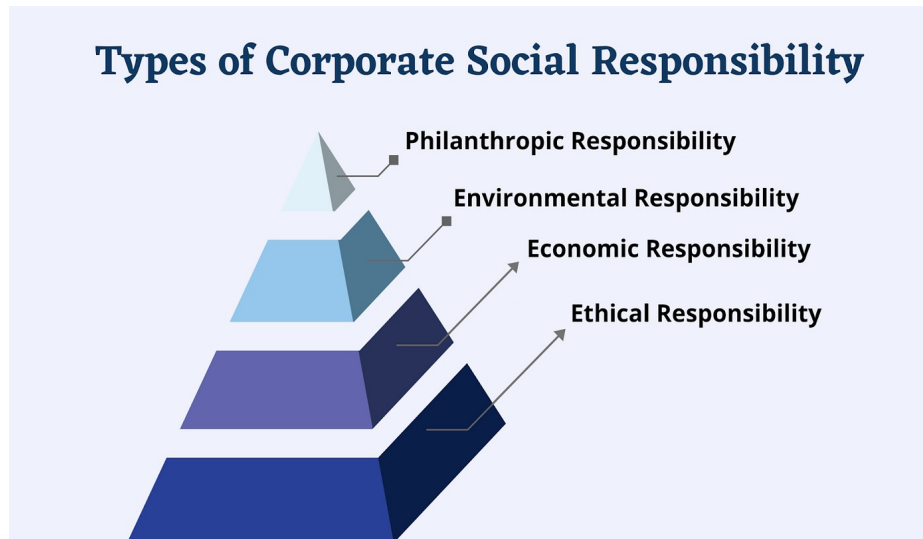 Types of Corporate Social Responsibility
Philanthropic Responsibility
Environmental Responsibility
Economic Responsibility
Ethical Responsibility